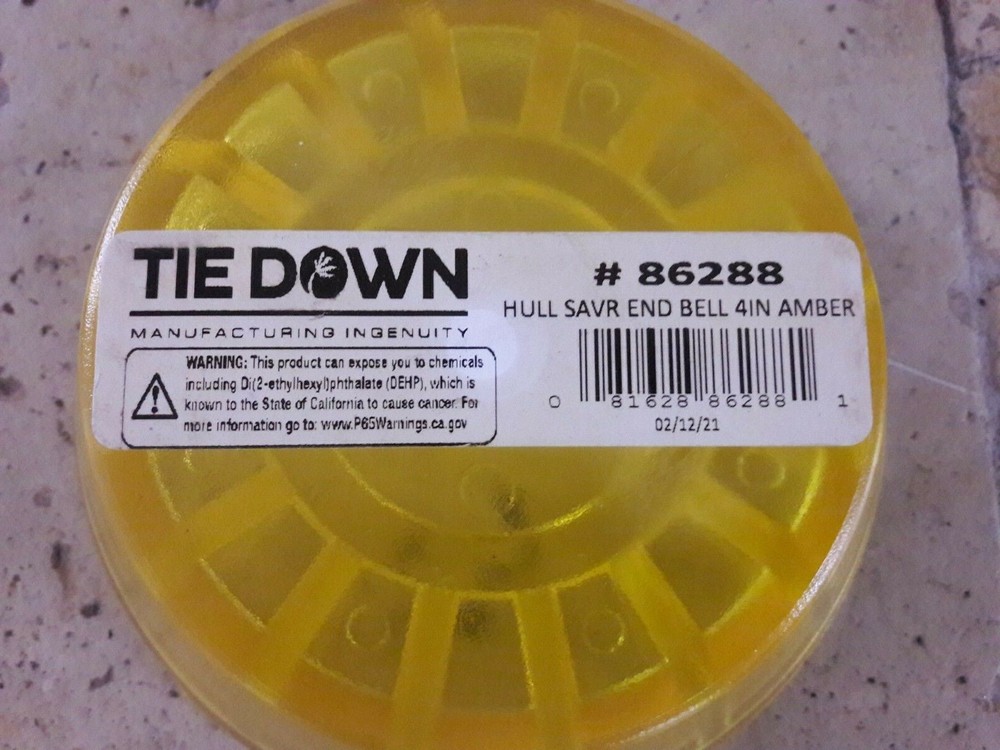 TIE DOWN
MANUFACTURING INGENUITY
WARNING: This product can expose you to chemicals
including Di(2-ethylhexyl)phthalate (DEHP), which is
known to the State of California to cause cancer. For
more information go to: www.P65Warnings.ca.gov
# 86288
HULL SAVR END BELL 4IN AMBER
0 81628 86288 1
02/12/21